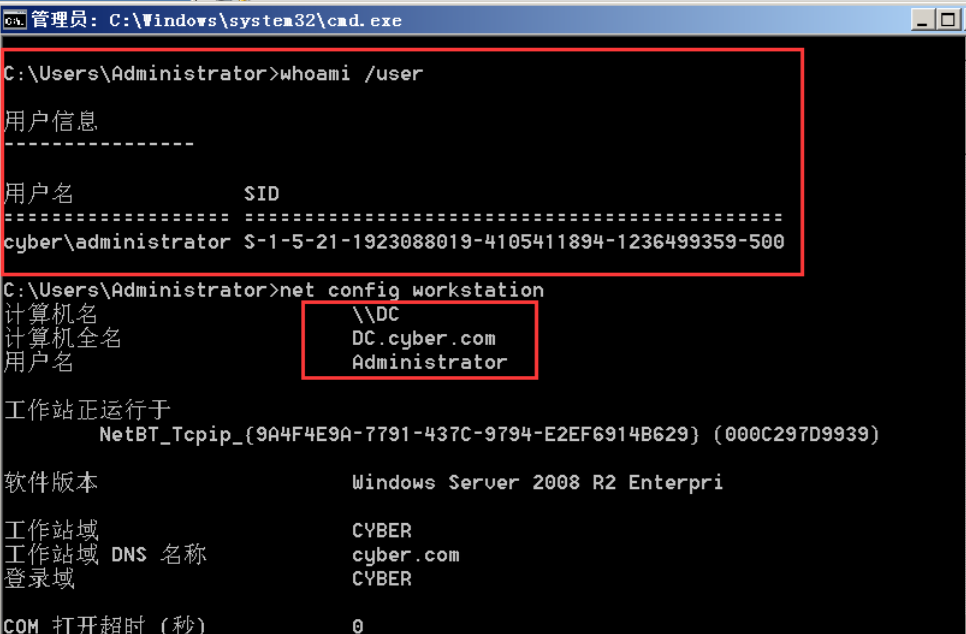 管理员: C:\Windows\system32\cmd.exe
C:\Users\Administrator>whoami /user
用户信息
----------------
用户名 SID
=================== =============================================
cyber\administrator S-1-5-21-1923088019-4105411894-1236499359-500
C:\Users\Administrator>net config workstation
计算机名 \\DC
计算机全名 DC.cyber.com
用户名 Administrator
工作站正运行于
NetBT_Tcpip_{9A4F4E9A-7791-437C-9794-E2EF6914B629} (000C297D9939)
软件版本 Windows Server 2008 R2 Enterpri
工作站域 CYBER
工作站域 DNS 名称 cyber.com
登录域 CYBER
COM 打开超时 (秒) 0